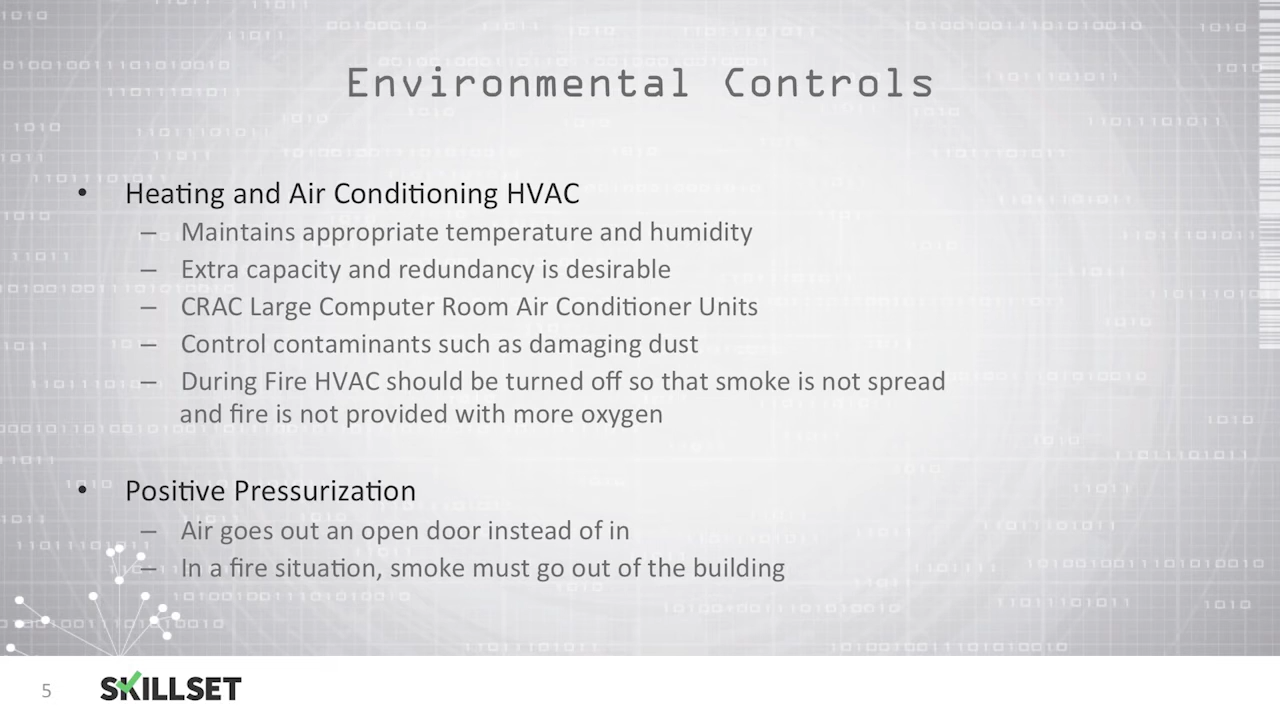 Environmental Controls
• Heating and Air Conditioning HVAC
– Maintains appropriate temperature and humidity
– Extra capacity and redundancy is desirable
– CRAC Large Computer Room Air Conditioner Units
– Control contaminants such as damaging dust
– During Fire HVAC should be turned off so that smoke is not spread
and fire is not provided with more oxygen
• Positive Pressurization
– Air goes out an open door instead of in
– In a fire situation, smoke must go out of the building
5 SKILLSET